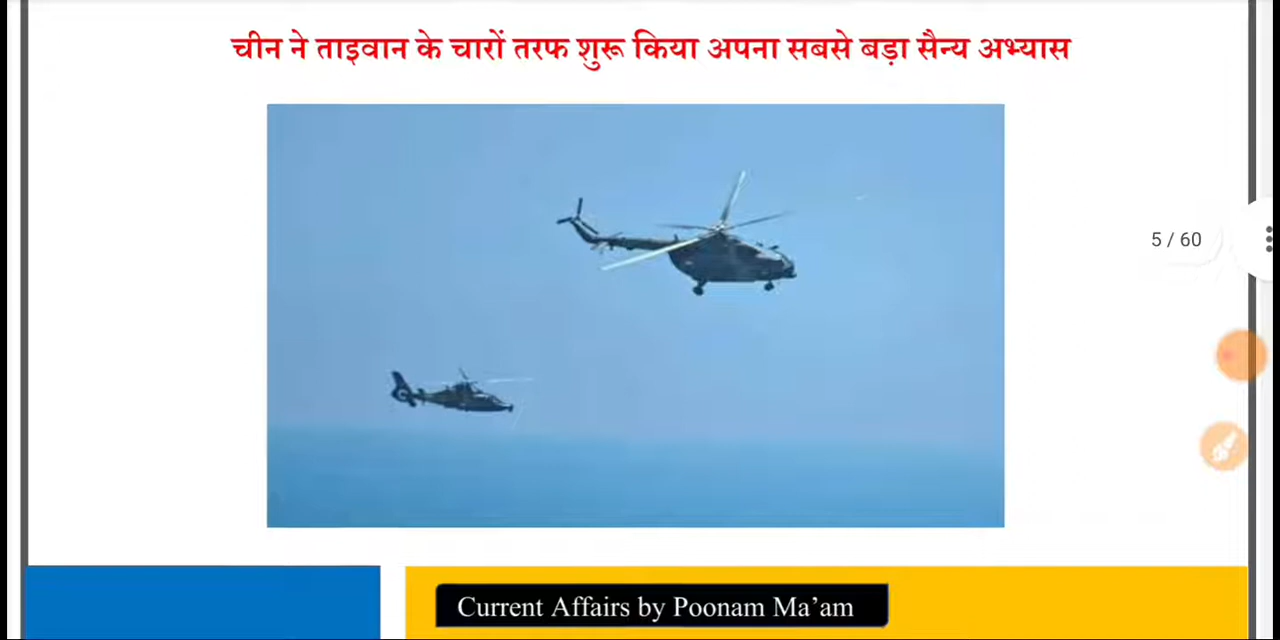 चीन ने ताइवान के चारों तरफ शुरू किया अपना सबसे बड़ा सैन्य अभ्यास
5 / 60
Current Affairs by Poonam Ma’am